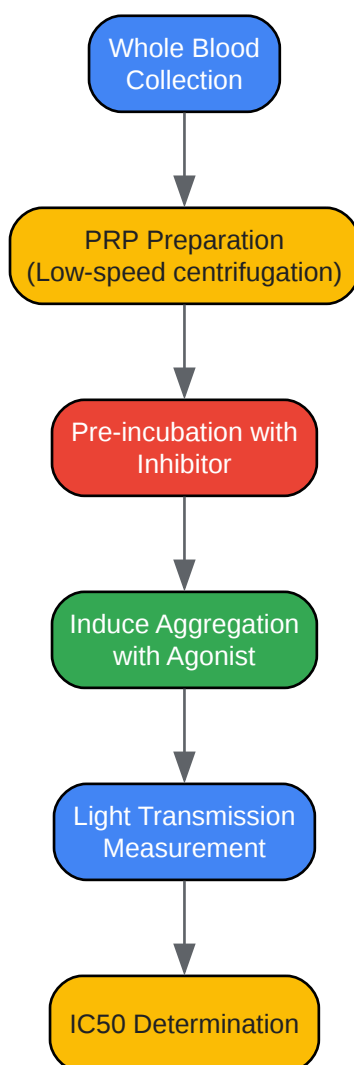 Whole Blood
Collection
PRP Preparation
(Low-speed centrifugation)
Pre-incubation with
Inhibitor
Induce Aggregation
with Agonist
Light Transmission
Measurement
IC50 Determination